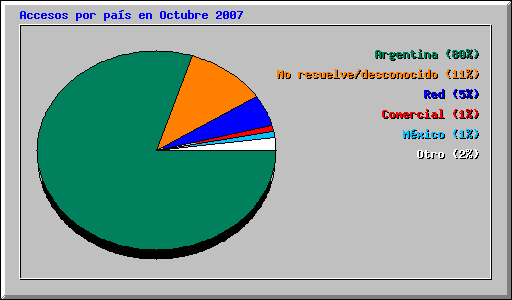 Accesos por país en Octubre 2007
Argentina (80%)
No resuelve/desconocido (11%)
Red (5%)
Comercial (1%)
México (1%)
Otro (2%)